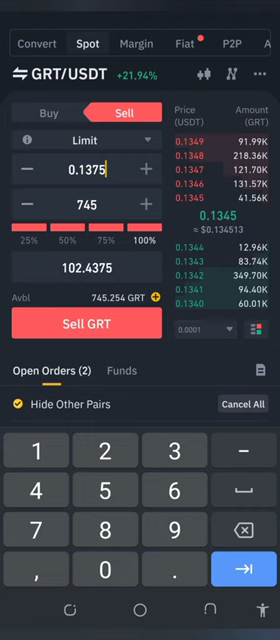 Convert Spot Margin Fiat P2P
GRT/USDT +21.94%
Buy Sell
Limit
0.1375
745
25% 50% 75% 100%
102.4375
Avbl 745.254 GRT
Sell GRT
Price (USDT) Amount (GRT)
0.1349 91.99K
0.1348 218.36K
0.1347 121.70K
0.1346 131.57K
0.1345 41.56K
0.1345
≈ $0.134513
0.1344 12.96K
0.1343 83.74K
0.1342 349.70K
0.1341 94.40K
0.1340 60.01K
0.0001
Open Orders (2) Funds
Hide Other Pairs Cancel All
1 2 3 -
4 5 6
7 8 9
, 0 .